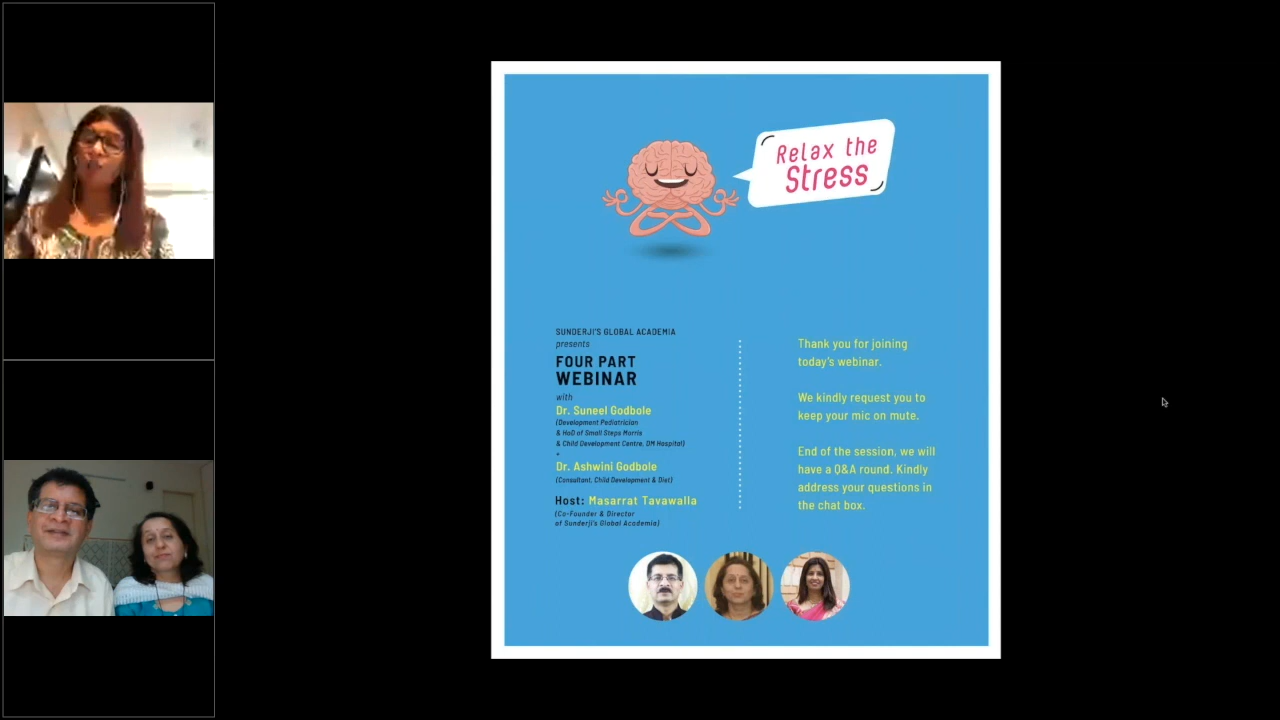 Relax the
Stress
SUNDERJI'S GLOBAL ACADEMIA
presents
FOUR PART
WEBINAR
with
Dr. Suneel Godbole
(Development Pediatrician
& HoD of Small Steps Morris
& Child Development Centre, DM Hospital)
+
Dr. Ashwini Godbole
(Consultant, Child Development & Diet)
Host: Masarrat Tavawalla
(Co-Founder & Director
of Sunderji's Global Academia)
Thank you for joining
today's webinar.
We kindly request you to
keep your mic on mute.
End of the session, we will
have a Q&A round. Kindly
address your questions in
the chat box.